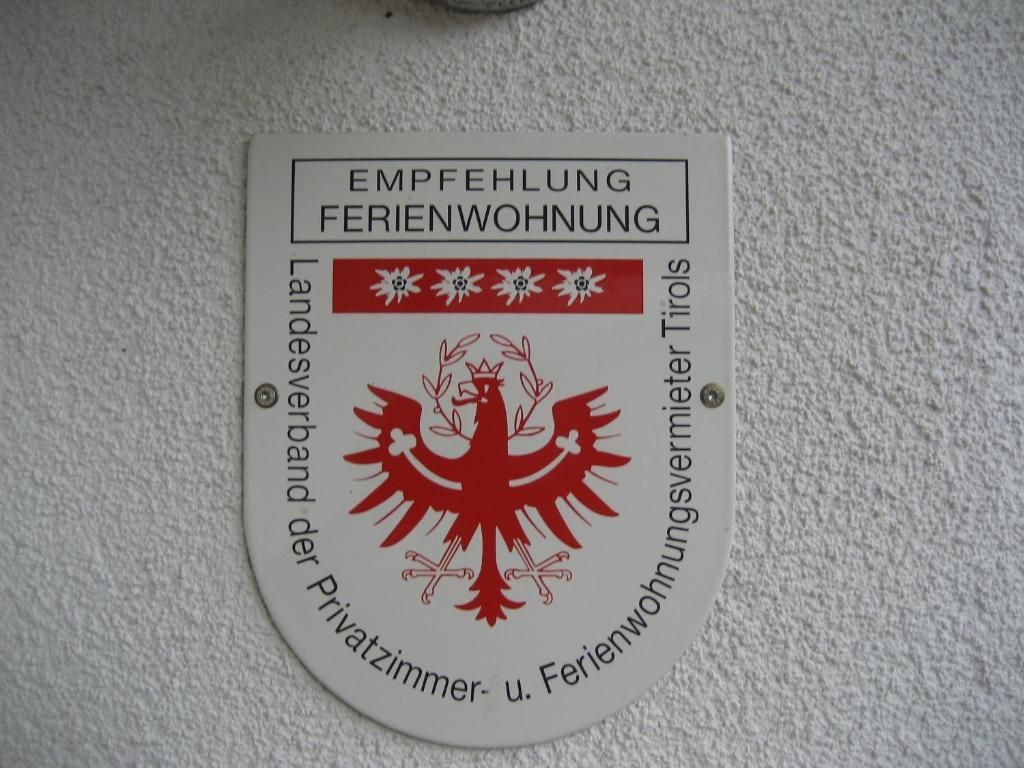 EMPFEHLUNG
FERIENWOHNUNG
Landesverband der Privatzimmer- u. Ferienwohnungsvermieter Tirols